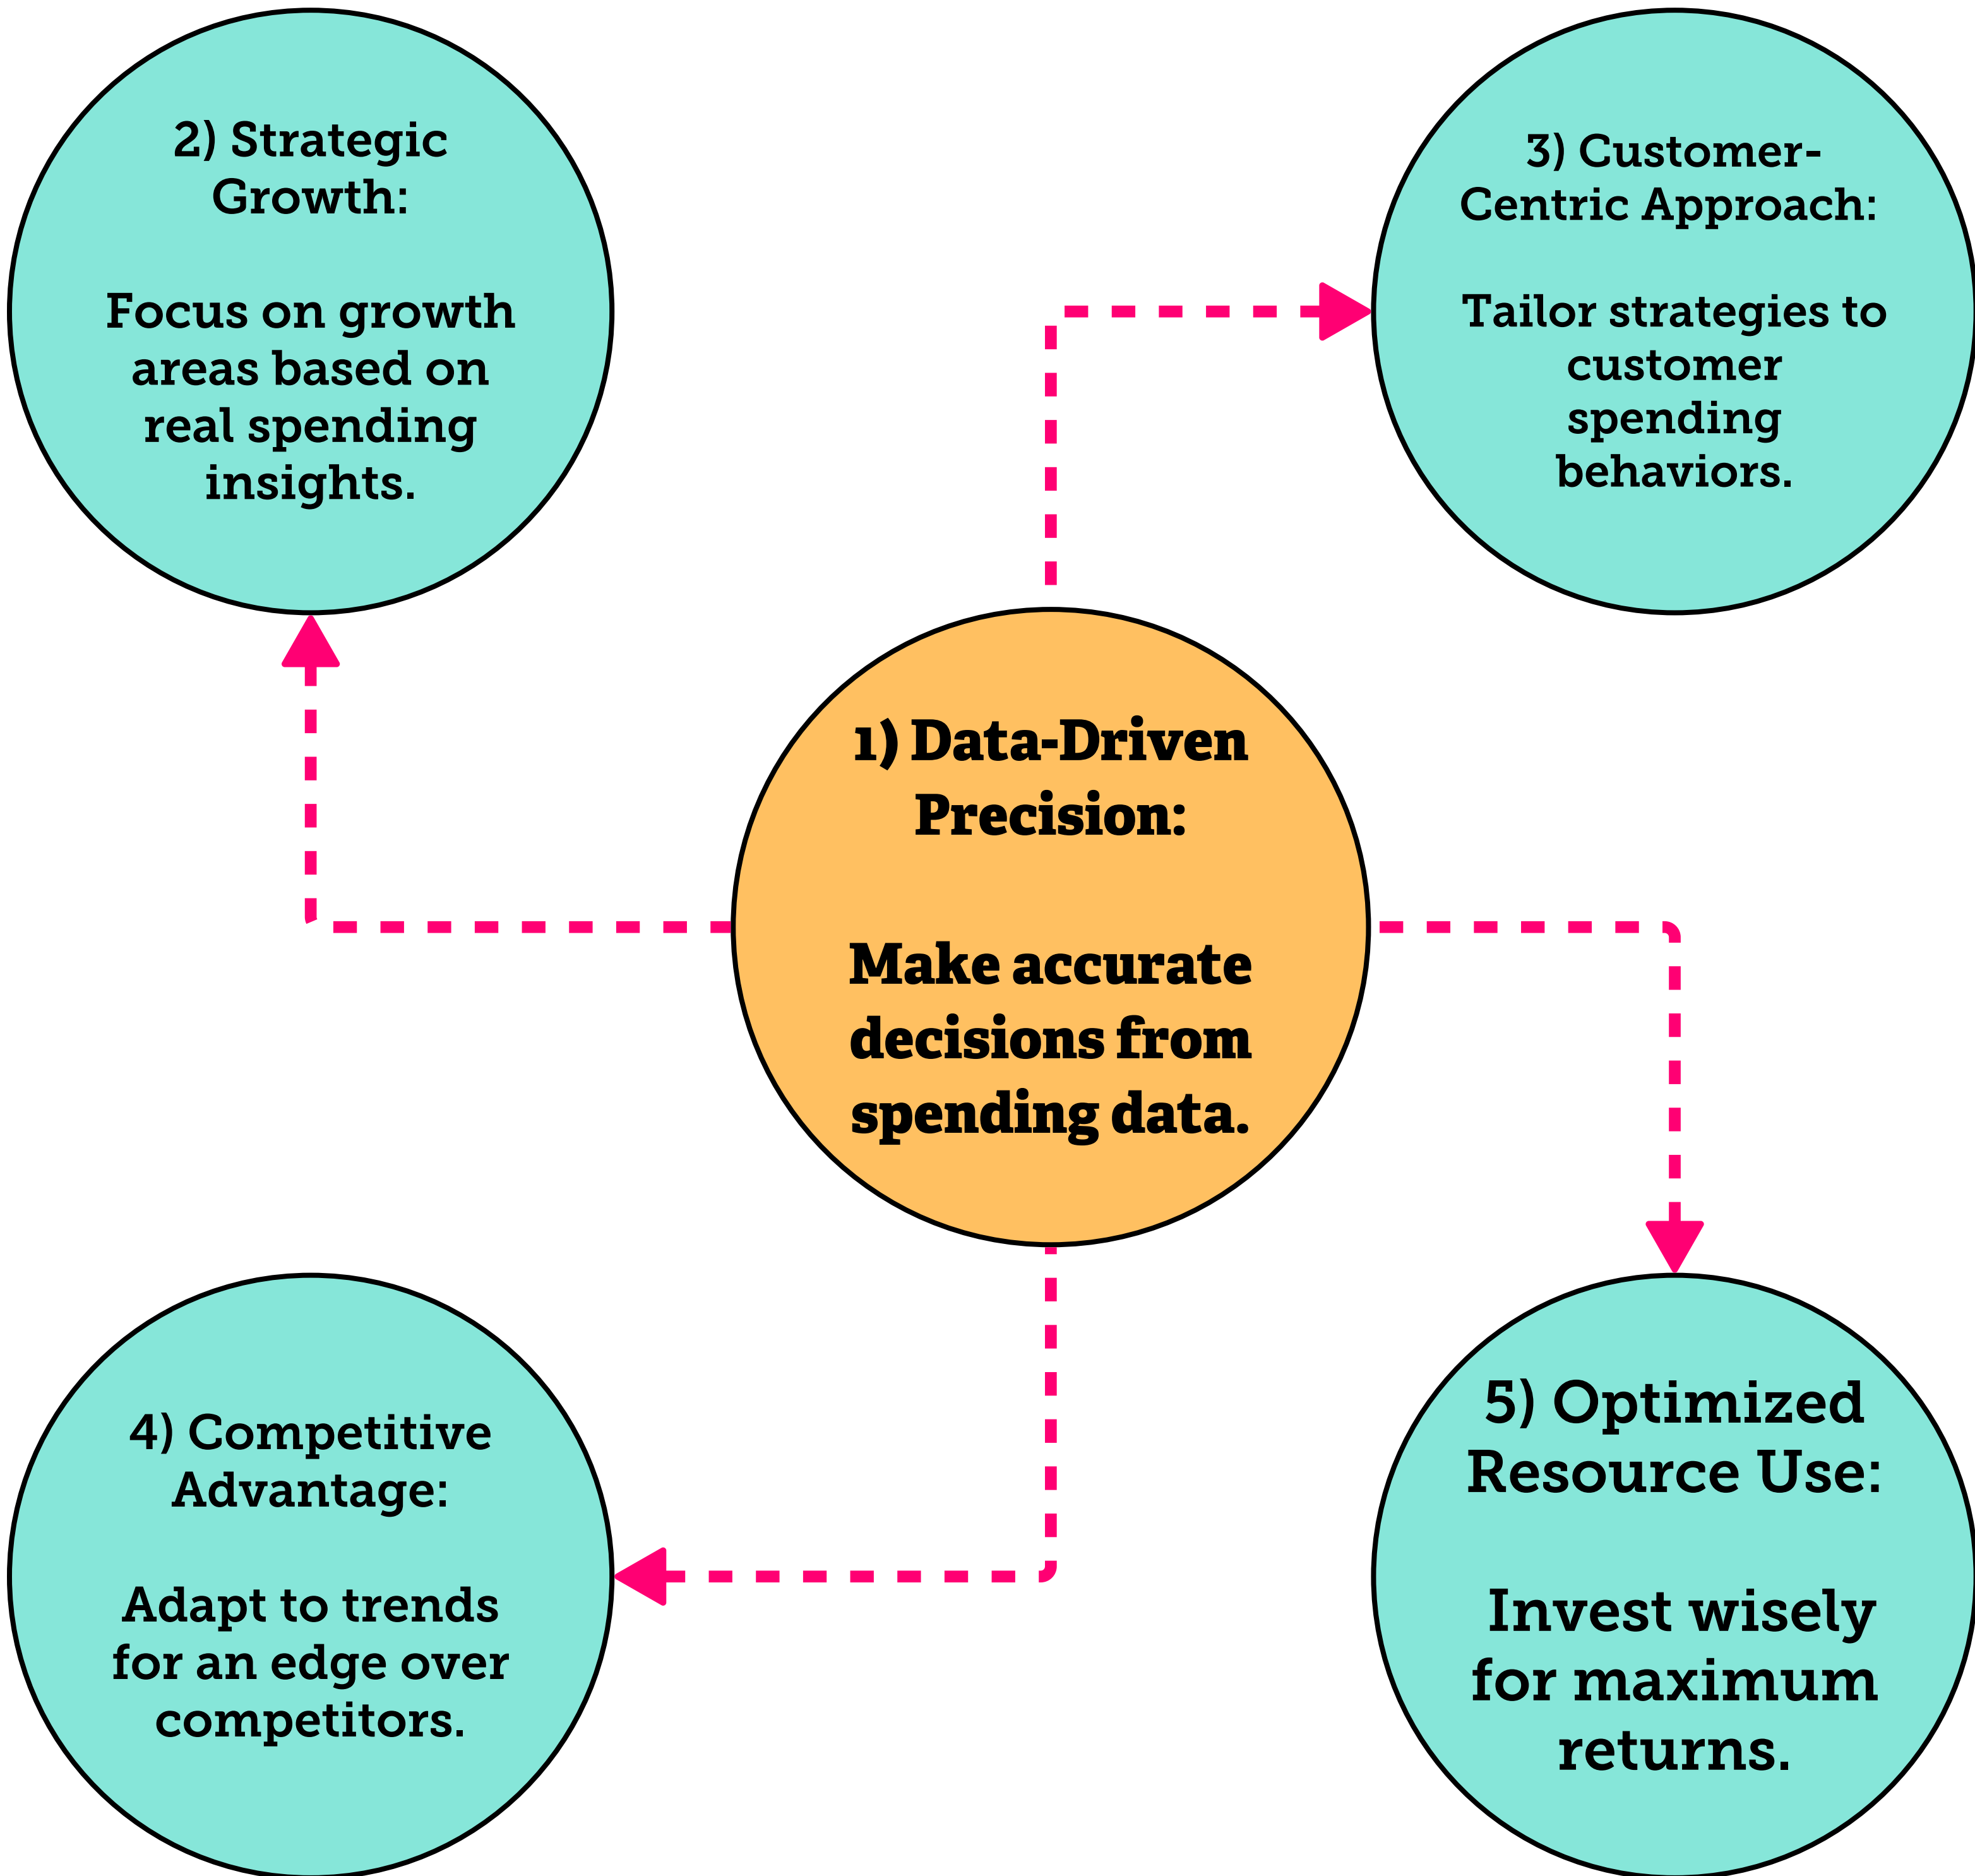 2) Strategic
Growth:
Focus on growth
areas based on
real spending
insights.
3) Customer-
Centric Approach:
Tailor strategies to
customer
spending
behaviors.
1) Data-Driven
Precision:
Make accurate
decisions from
spending data.
4) Competitive
Advantage:
Adapt to trends
for an edge over
competitors.
5) Optimized
Resource Use:
Invest wisely
for maximum
returns.